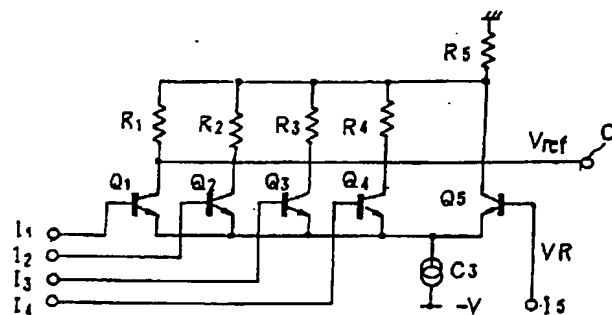 R5
R1 R2 R3 R4
Vref
O
Q1 Q2 Q3 Q4 Q5
I1
I2
I3
I4
C3
VR
-V
I5